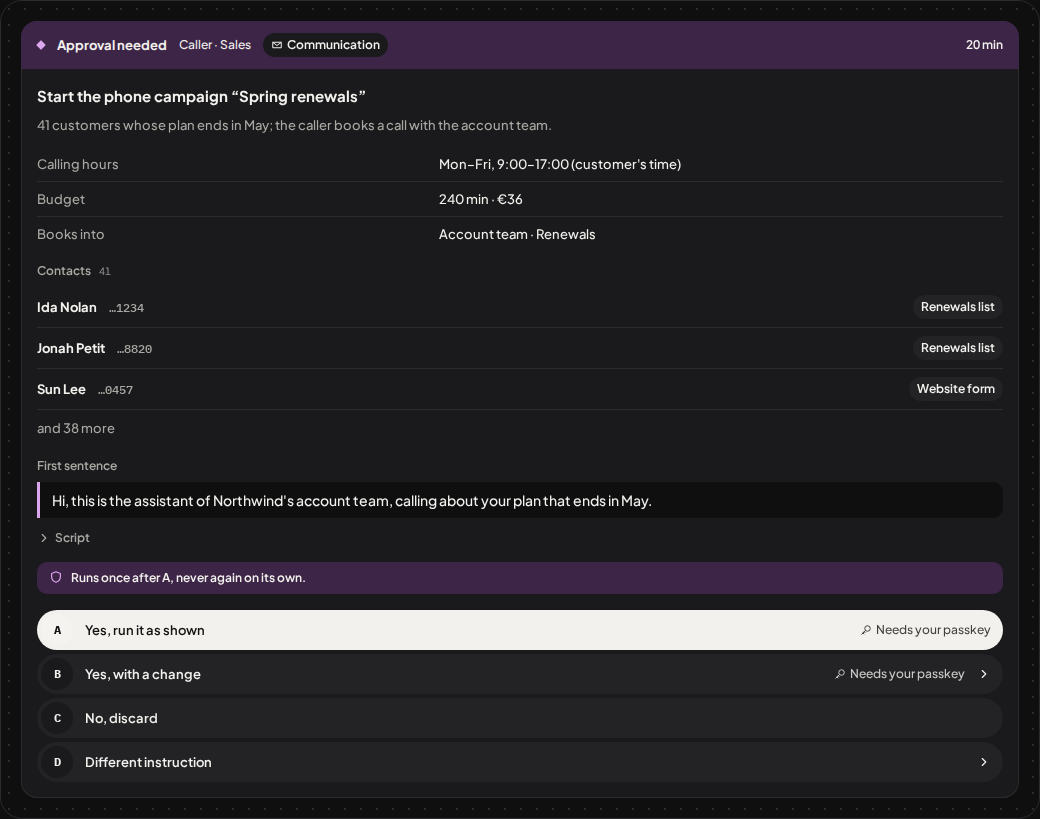 Approval needed Caller · Sales Communication 20 min
Start the phone campaign “Spring renewals”
41 customers whose plan ends in May; the caller books a call with the account team.
Calling hours Mon–Fri, 9:00–17:00 (customer's time)
Budget 240 min · €36
Books into Account team · Renewals
Contacts 41
Ida Nolan …1234 Renewals list
Jonah Petit …8820 Renewals list
Sun Lee …0457 Website form
and 38 more
First sentence
Hi, this is the assistant of Northwind's account team, calling about your plan that ends in May.
Script
Runs once after A, never again on its own.
A Yes, run it as shown Needs your passkey
B Yes, with a change Needs your passkey
C No, discard
D Different instruction